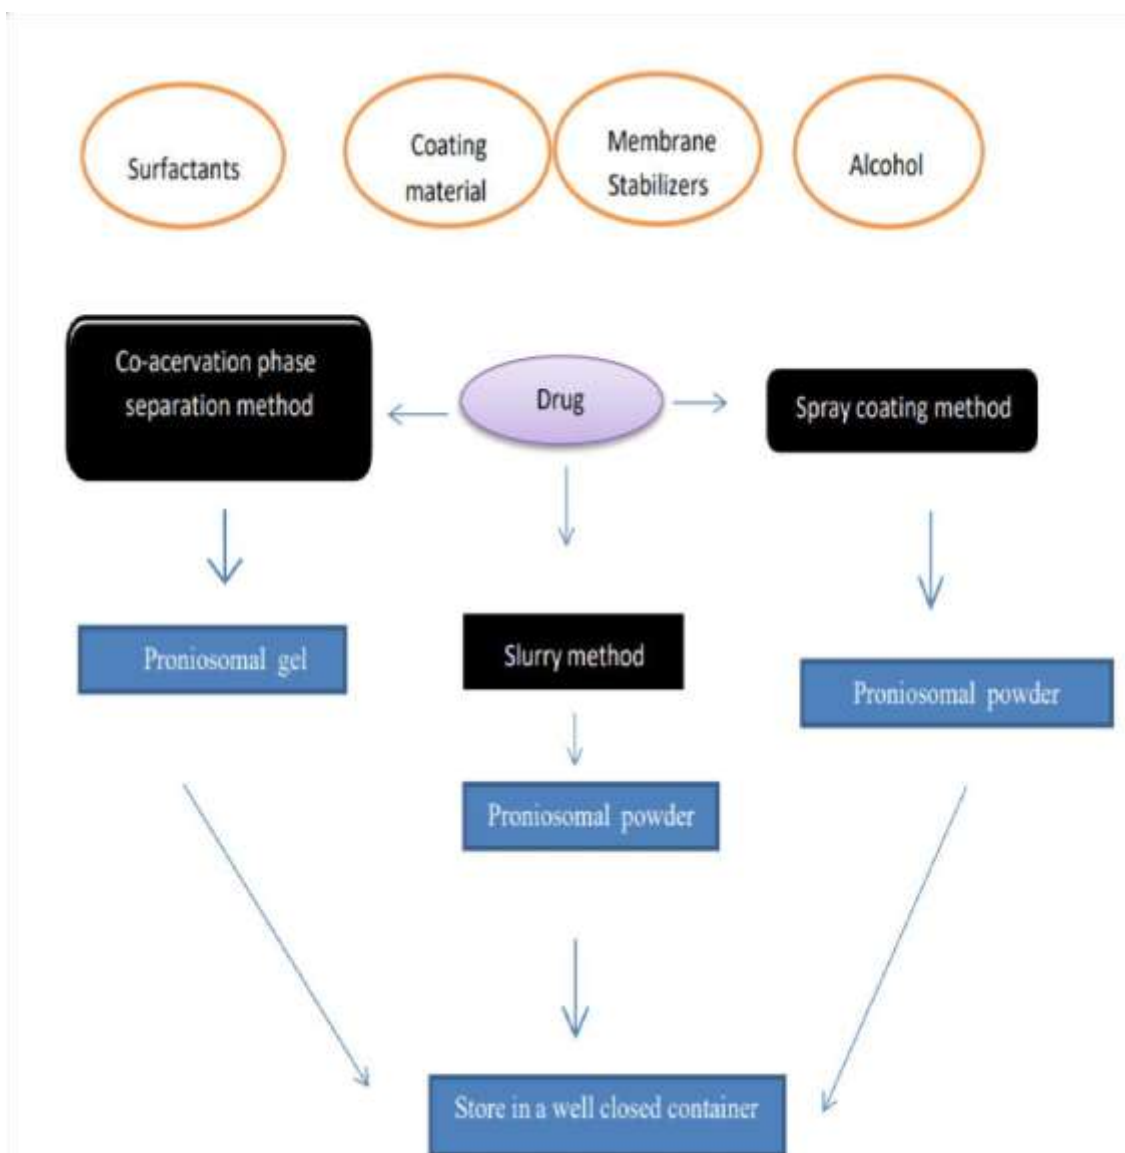 Surfactants
Coating
material
Membrane
Stabilizers
Alcohol
Co-acervation phase
separation method
Drug
Spray coating method
Proniosomal gel
Slurry method
Proniosomal powder
Proniosomal powder
Store in a well closed container